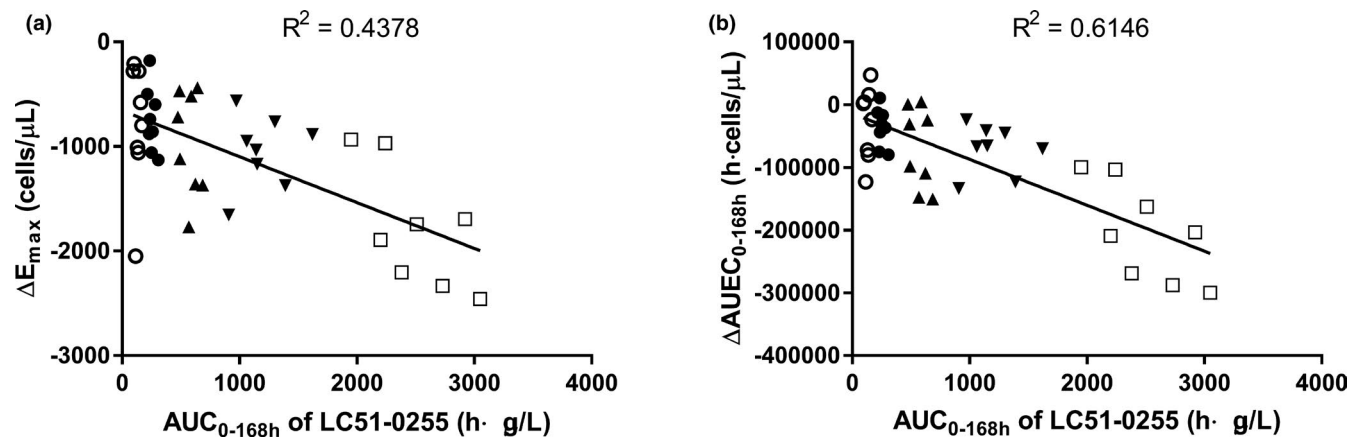 (a)
R² = 0.4378
0
-1000
-2000
-3000
ΔEmax (cells/μL)
0 1000 2000 3000 4000
AUC0-168h of LC51-0255 (h· g/L)
(b)
R² = 0.6146
100000
0
-100000
-200000
-300000
-400000
ΔAUEC0-168h (h·cells/μL)
0 1000 2000 3000 4000
AUC0-168h of LC51-0255 (h· g/L)